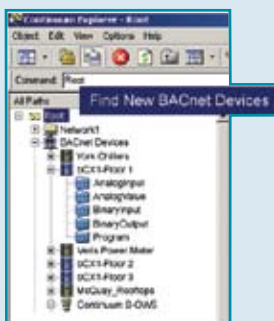 Continuum Explorer - Root
Object Edit View Options Help
Command: Root
All Paths
Find New BACnet Devices
Root
Network1
BACnet Devices
York Chillers
bCX1-Floor 1
AnalogInput
AnalogValue
BinaryInput
BinaryOutput
Program
Veris Power Meter
bCX1-Floor 2
bCX1-Floor 3
McQuay_Rooftops
Continuum B-OWS